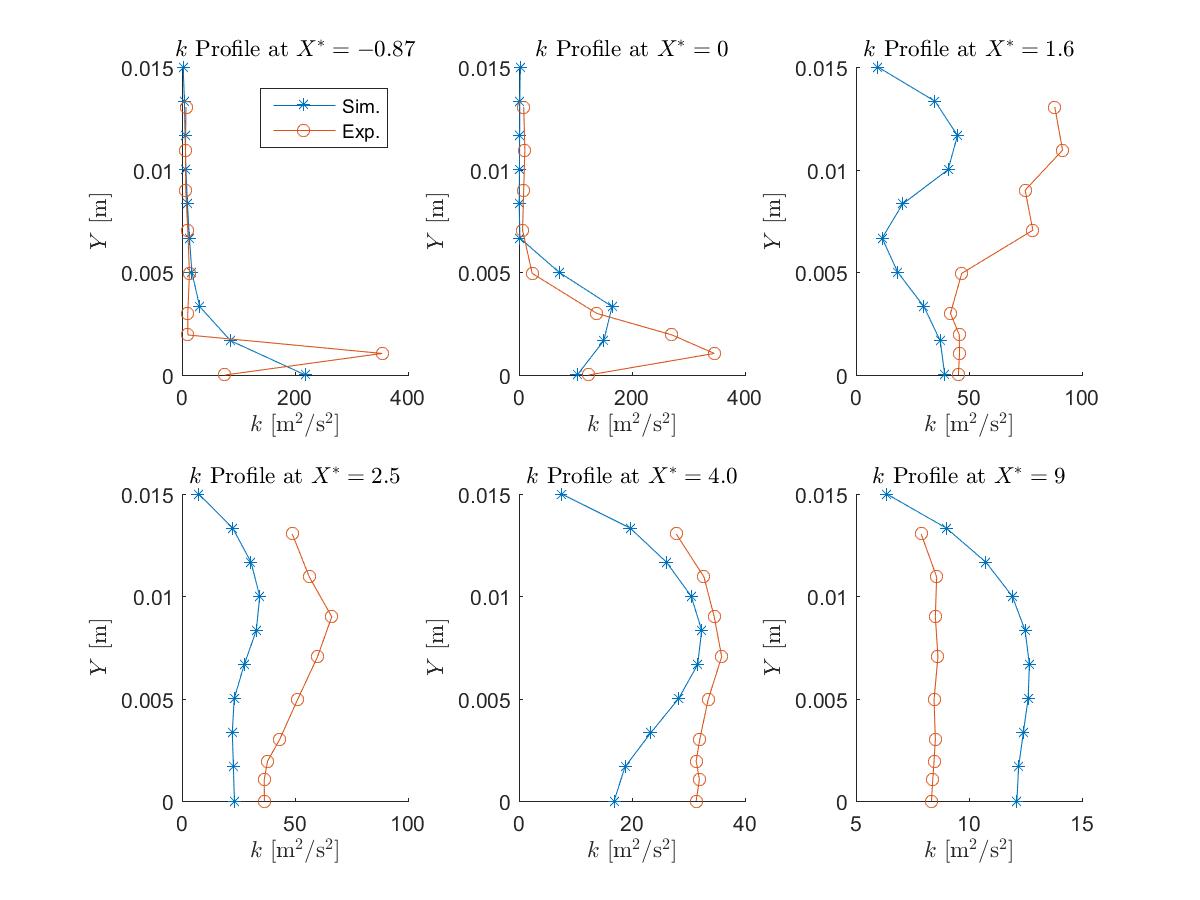 k Profile at X* = −0.87
0.015
0.01
0.005
0
0 200 400
Y [m]
k [m²/s²]
Sim.
Exp.
k Profile at X* = 0
0.015
0.01
0.005
0
0 200 400
Y [m]
k [m²/s²]
k Profile at X* = 1.6
0.015
0.01
0.005
0
0 50 100
Y [m]
k [m²/s²]
k Profile at X* = 2.5
0.015
0.01
0.005
0
0 50 100
Y [m]
k [m²/s²]
k Profile at X* = 4.0
0.015
0.01
0.005
0
0 20 40
Y [m]
k [m²/s²]
k Profile at X* = 9
0.015
0.01
0.005
0
5 10 15
Y [m]
k [m²/s²]